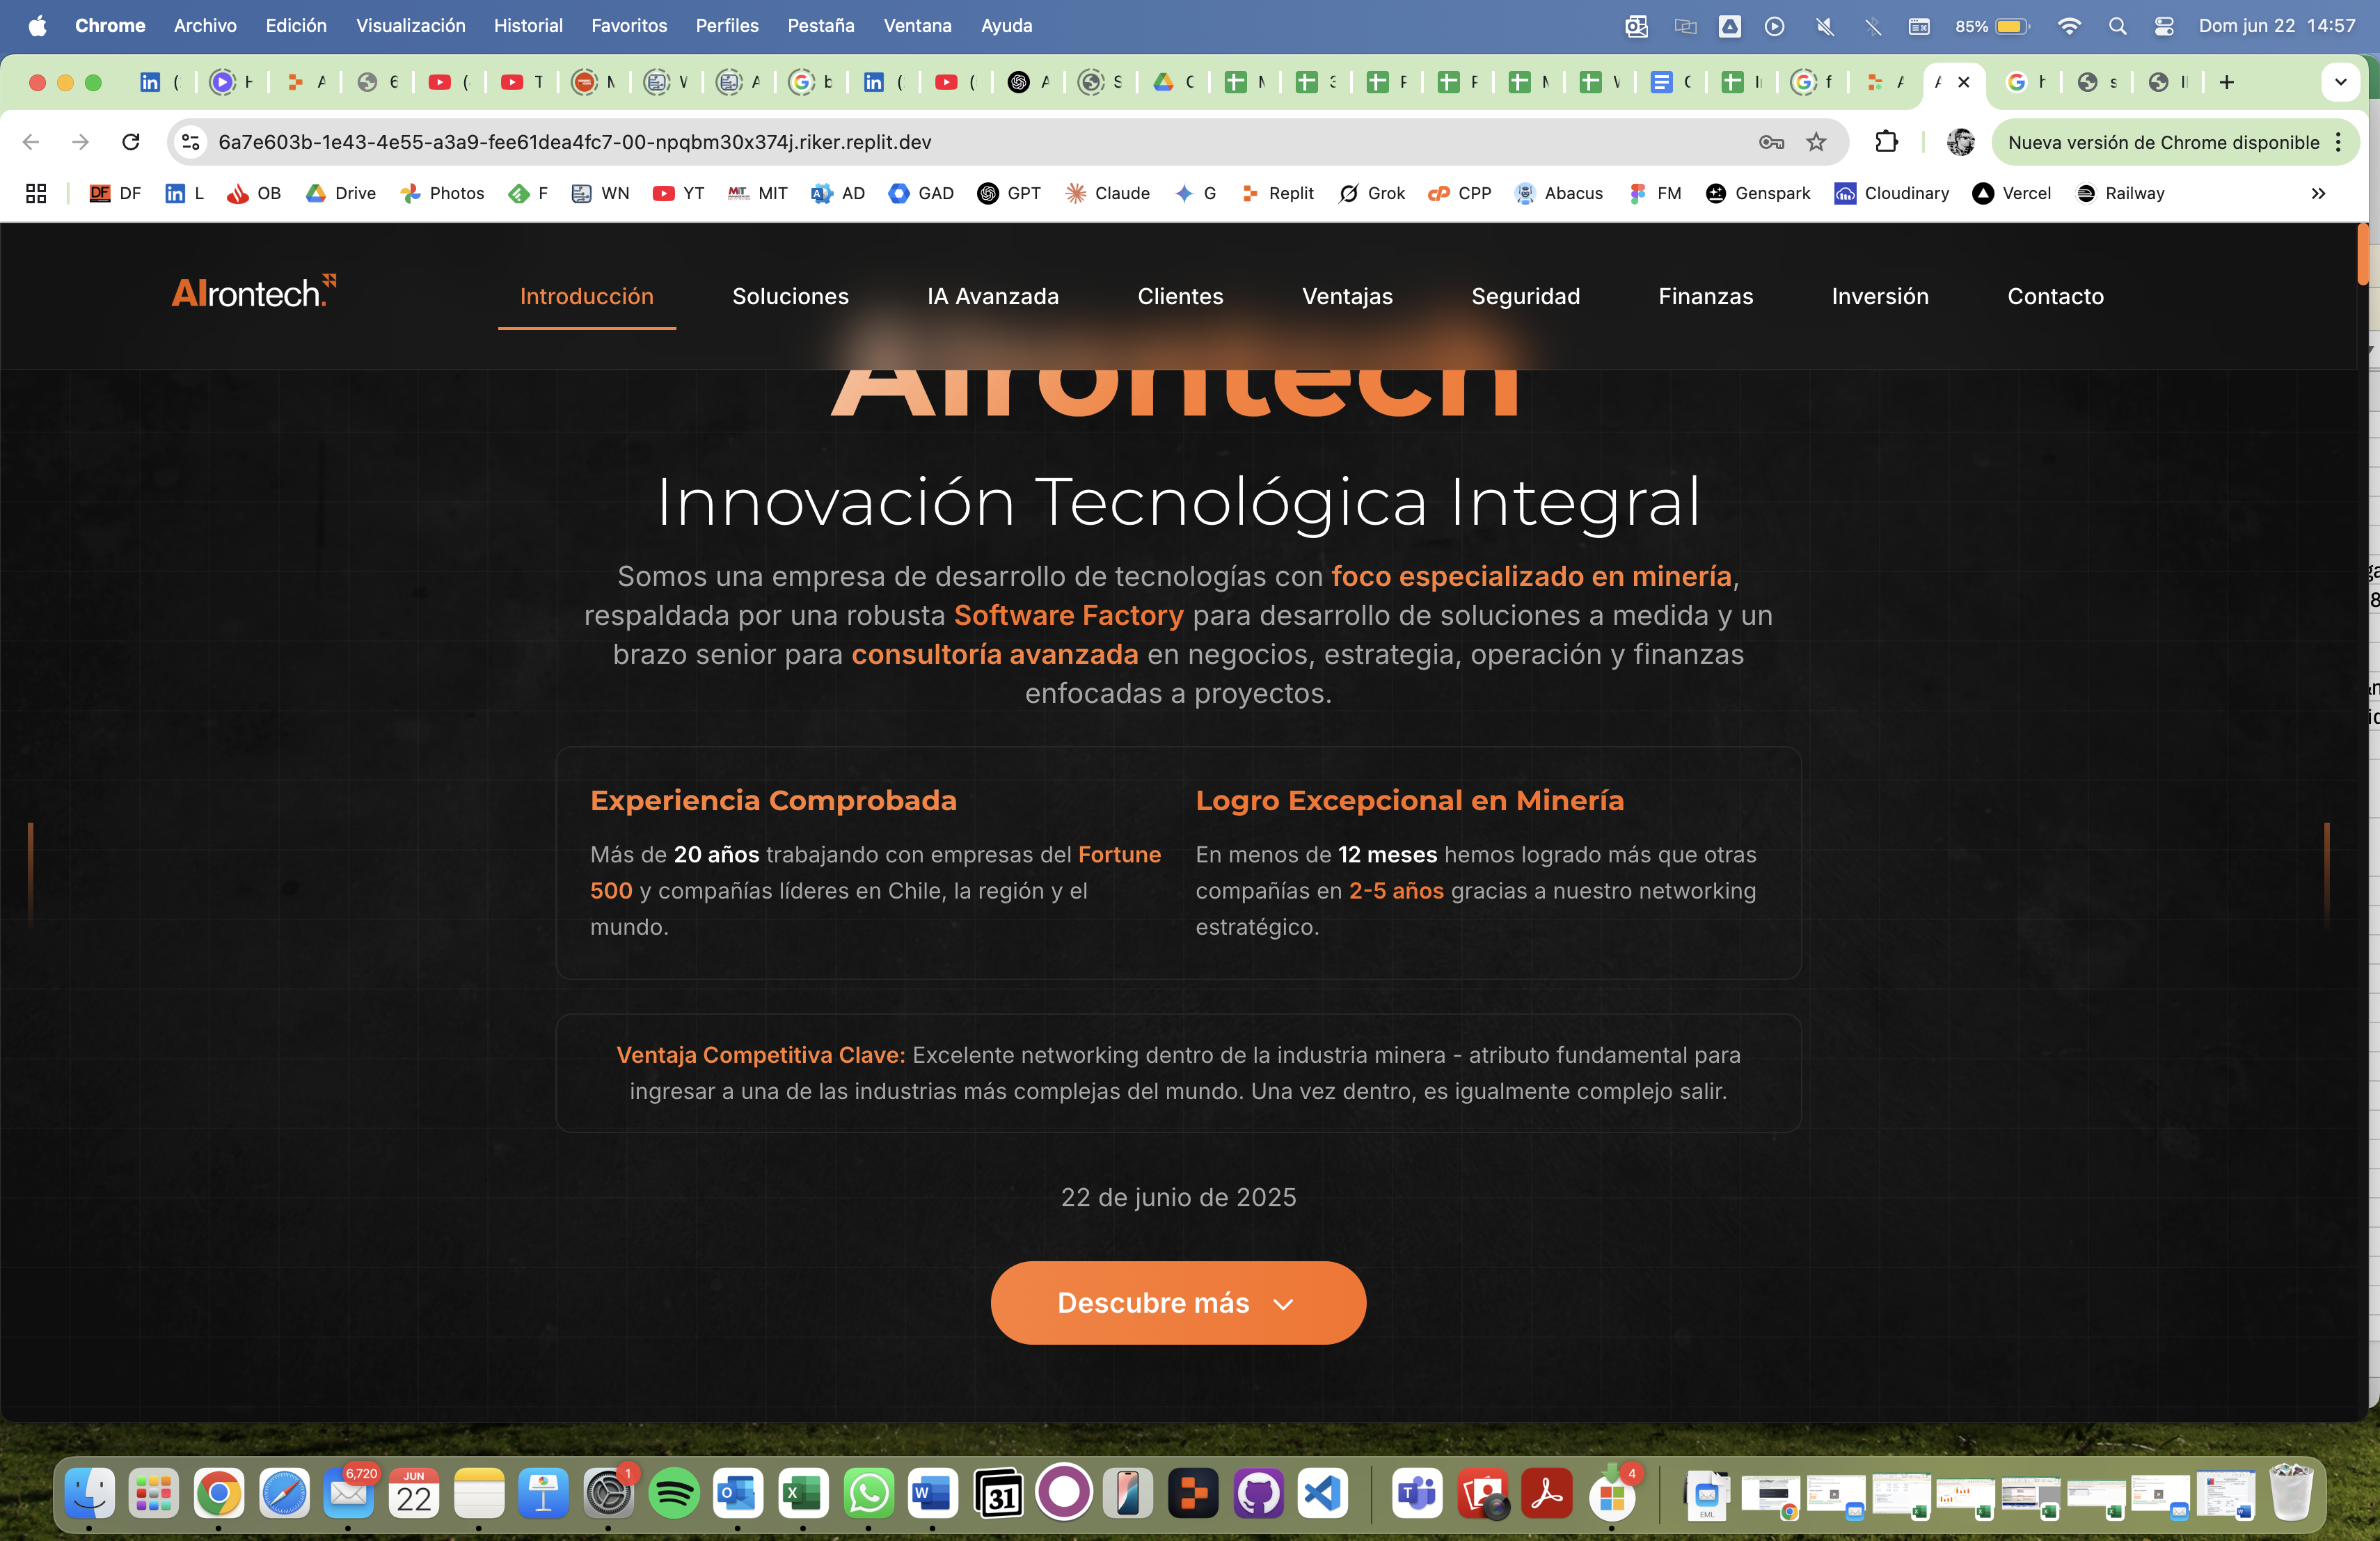 Chrome Archivo Edición Visualización Historial Favoritos Perfiles Pestaña Ventana Ayuda 85% Dom jun 22 14:57
6a7e603b-1e43-4e55-a3a9-fee61dea4fc7-00-npqbm30x374j.riker.replit.dev Nueva versión de Chrome disponible
DF L OB Drive Photos F WN YT MIT AD GAD GPT Claude G Replit Grok CPP Abacus FM Genspark Cloudinary Vercel Railway
AIrontech. Introducción Soluciones IA Avanzada Clientes Ventajas Seguridad Finanzas Inversión Contacto
AIrontech
Innovación Tecnológica Integral
Somos una empresa de desarrollo de tecnologías con foco especializado en minería,
respaldada por una robusta Software Factory para desarrollo de soluciones a medida y un
brazo senior para consultoría avanzada en negocios, estrategia, operación y finanzas
enfocadas a proyectos.
Experiencia Comprobada
Más de 20 años trabajando con empresas del Fortune
500 y compañías líderes en Chile, la región y el
mundo.
Logro Excepcional en Minería
En menos de 12 meses hemos logrado más que otras
compañías en 2-5 años gracias a nuestro networking
estratégico.
Ventaja Competitiva Clave: Excelente networking dentro de la industria minera - atributo fundamental para
ingresar a una de las industrias más complejas del mundo. Una vez dentro, es igualmente complejo salir.
22 de junio de 2025
Descubre más
6,720 JUN 22 1 31 4 EML